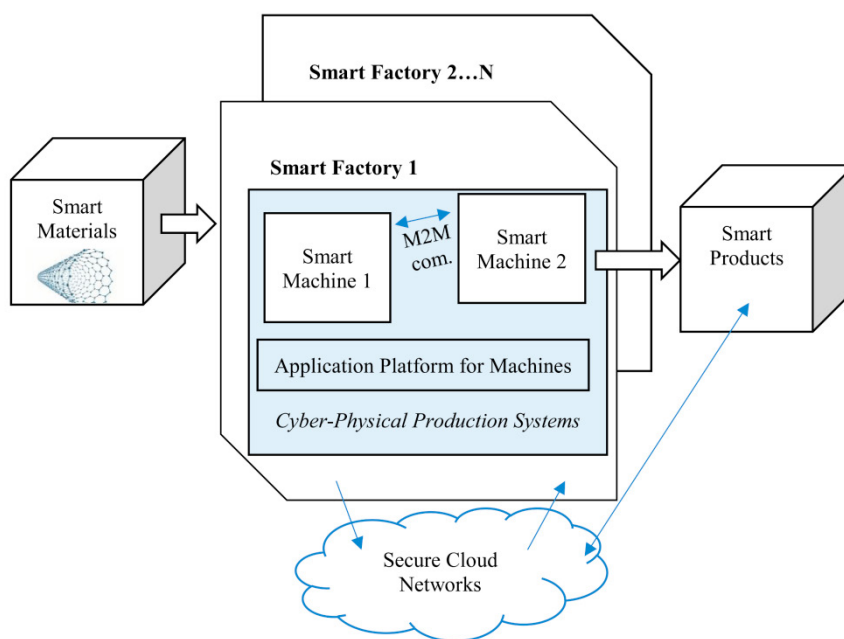 Smart Factory 2...N
Smart Factory 1
Smart
Materials
Smart
Machine 1
M2M
com.
Smart
Machine 2
Smart
Products
Application Platform for Machines
Cyber-Physical Production Systems
Secure Cloud
Networks